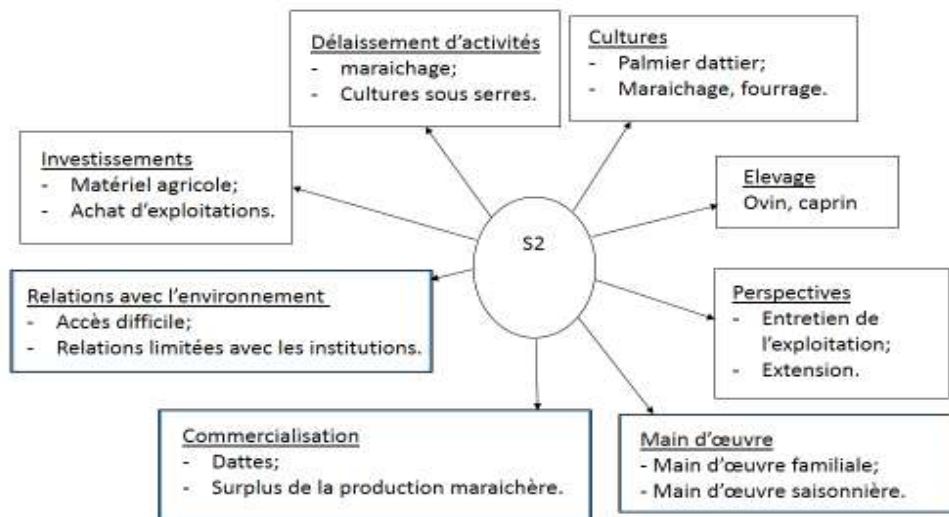 Délaissement d'activités
- maraichage;
- Cultures sous serres.
Cultures
- Palmier dattier;
- Maraichage, fourrage.
Investissements
- Matériel agricole;
- Achat d'exploitations.
Elevage
Ovin, caprin
S2
Relations avec l'environnement
- Accès difficile;
- Relations limitées avec les institutions.
Perspectives
- Entretien de
l'exploitation;
- Extension.
Commercialisation
- Dattes;
- Surplus de la production maraichère.
Main d'œuvre
- Main d'œuvre familiale;
- Main d'œuvre saisonnière.